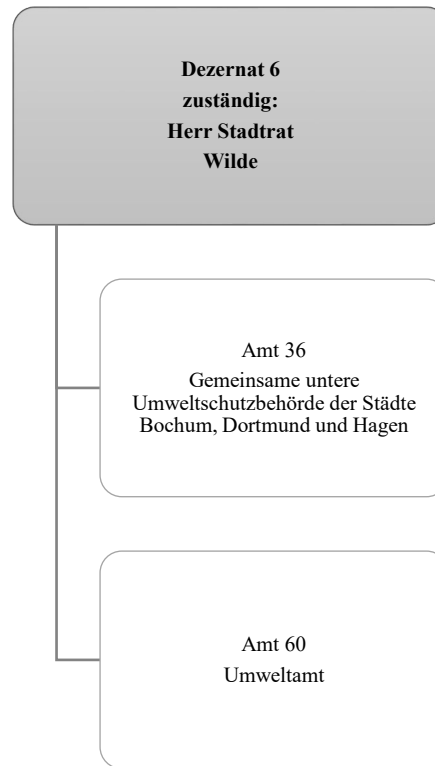 Dezernat 6
zuständig:
Herr Stadtrat
Wilde
Amt 36
Gemeinsame untere
Umweltschutzbehörde der Städte
Bochum, Dortmund und Hagen
Amt 60
Umweltamt